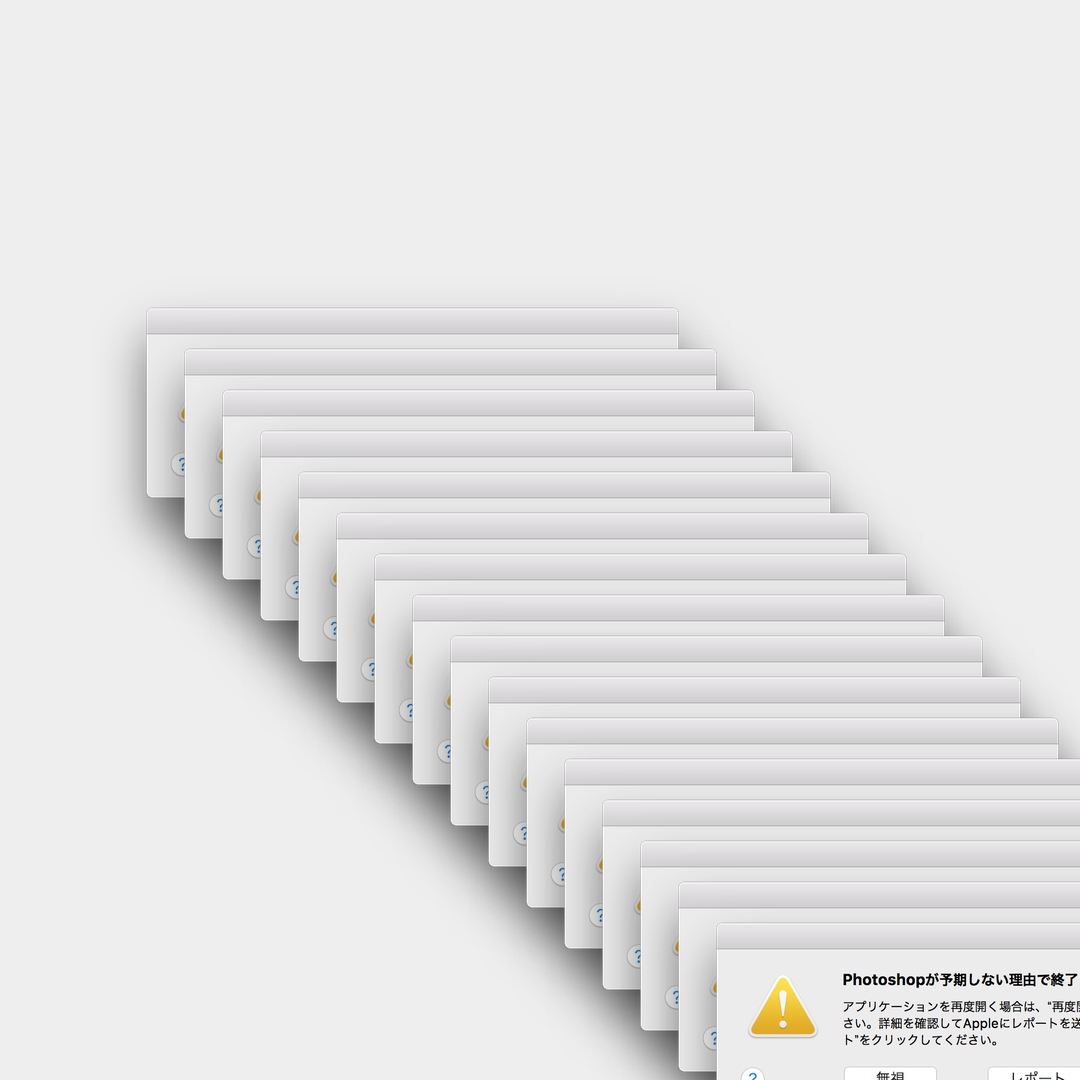 Photoshopが予期しない理由で終了
アプリケーションを再度開く場合は、"再度
さい。詳細を確認してAppleにレポートを送
ト"をクリックしてください。
?
無視
レポート